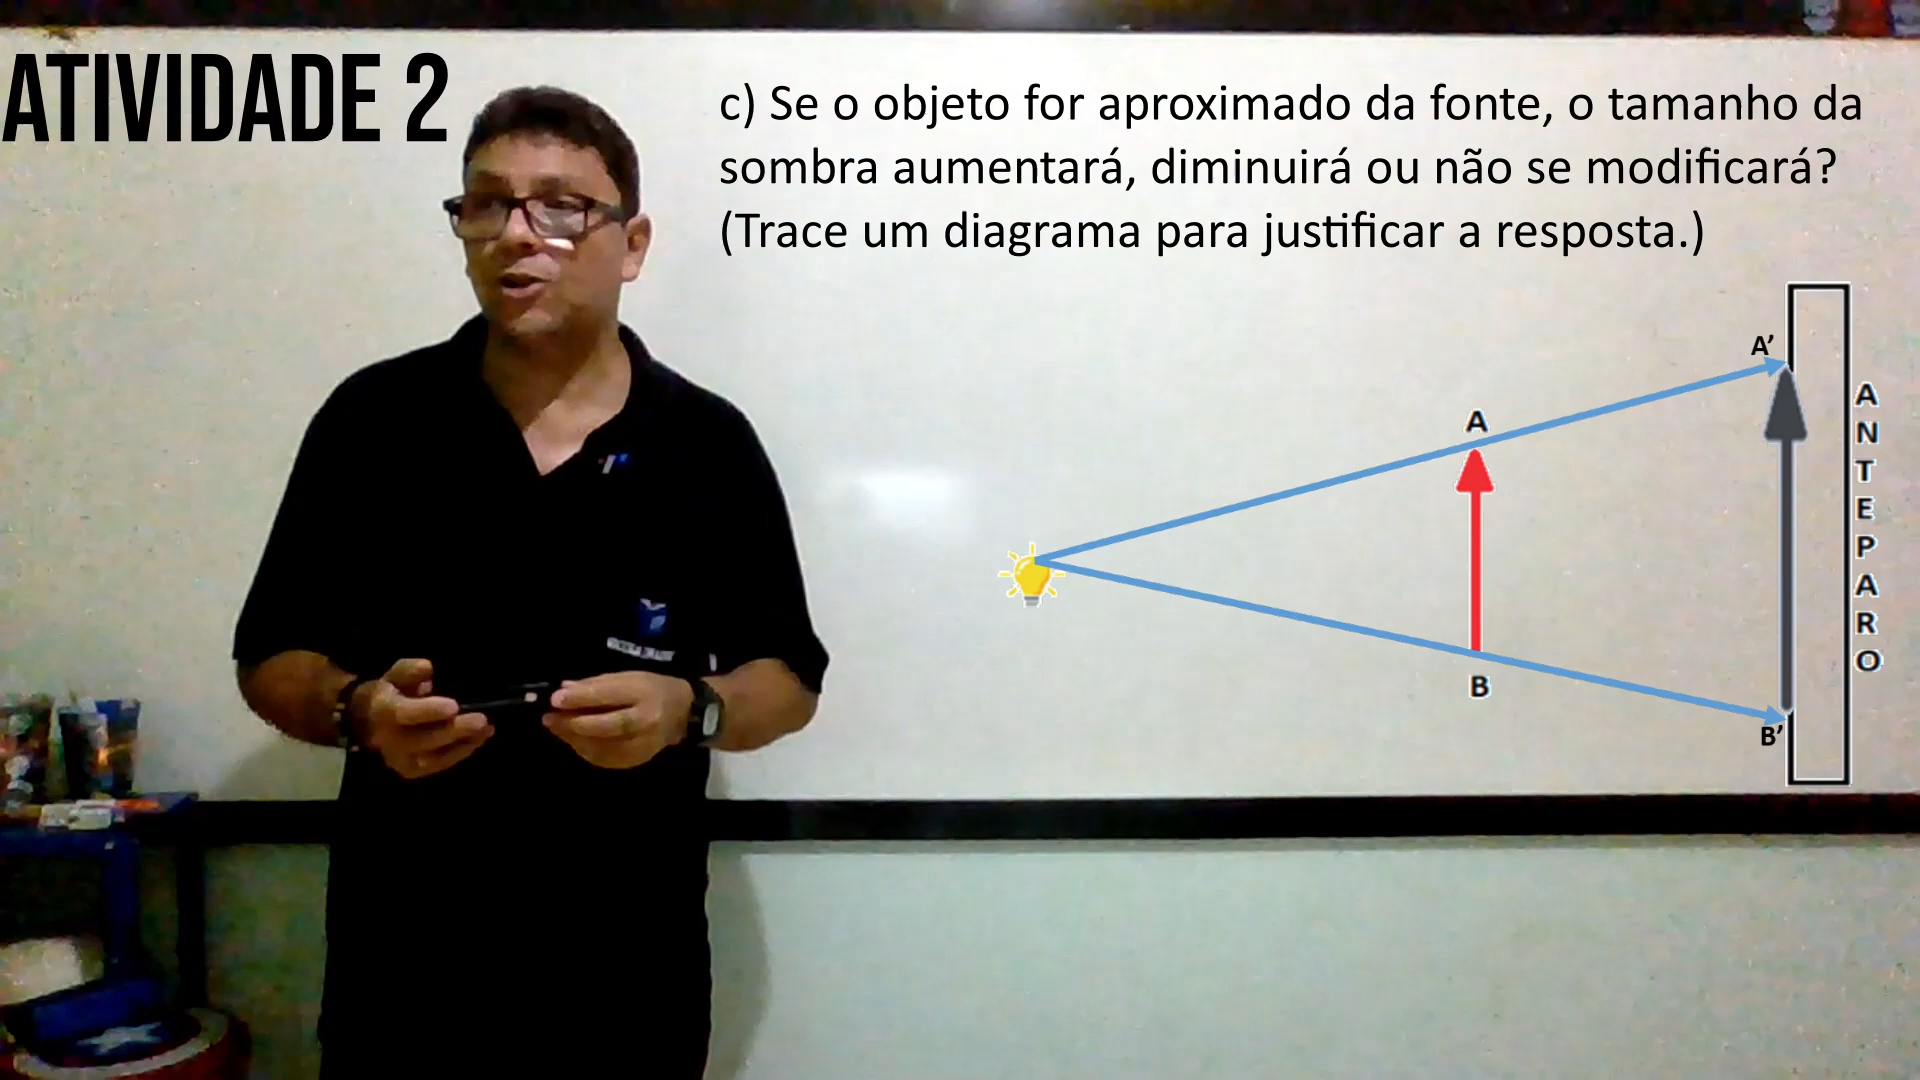 ATIVIDADE 2
c) Se o objeto for aproximado da fonte, o tamanho da
sombra aumentará, diminuirá ou não se modificará?
(Trace um diagrama para justificar a resposta.)
A'
A
B
B'
ANTEPARO